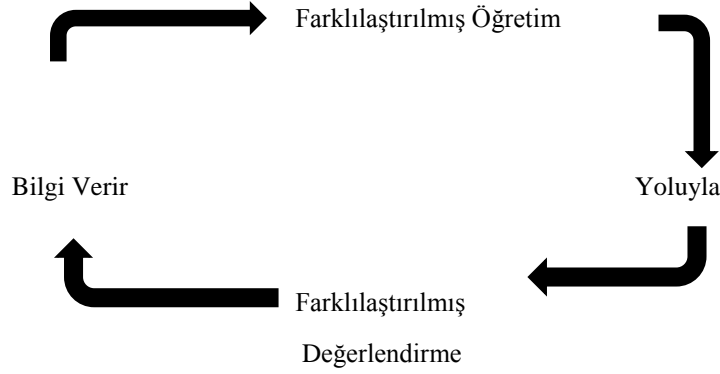 Farklılaştırılmış Öğretim
Bilgi Verir
Yoluyla
Farklılaştırılmış
Değerlendirme